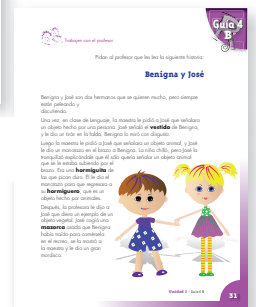 Guía 4
B
Trabajen con el profesor
Pidan al profesor que les lea la siguiente historia:
Benigna y José
Benigna y José son dos hermanos que se quieren mucho, pero siempre
están peleando y
discutiendo.
Una vez, en clase de lenguaje, la maestra le pidió a José que señalara
un objeto hecho por una persona. José señaló el vestido de Benigna,
y le dio un tirón en la falda. Benigna lo miró con disgusto.
Luego la maestra le pidió a José que señalara un objeto animal, y José
le dio un manotazo en el brazo a Benigna. La niña chilló, pero José la
tranquilizó explicándole que él sólo quería señalar un objeto animal
que se le estaba subiendo por el
brazo. Era una hormiguita de
las que pican duro. Él le dio el
manotazo para que regresara a
su hormiguero, que es un
objeto hecho por animales.
Después, la profesora le dijo a
José que diera un ejemplo de un
objeto vegetal. José cogió una
mazorca asada que Benigna
había traído para comérsela
en el recreo, se la mostró a
la maestra y le dio un gran
mordisco.
Unidad 1 - Guía 4 B
31